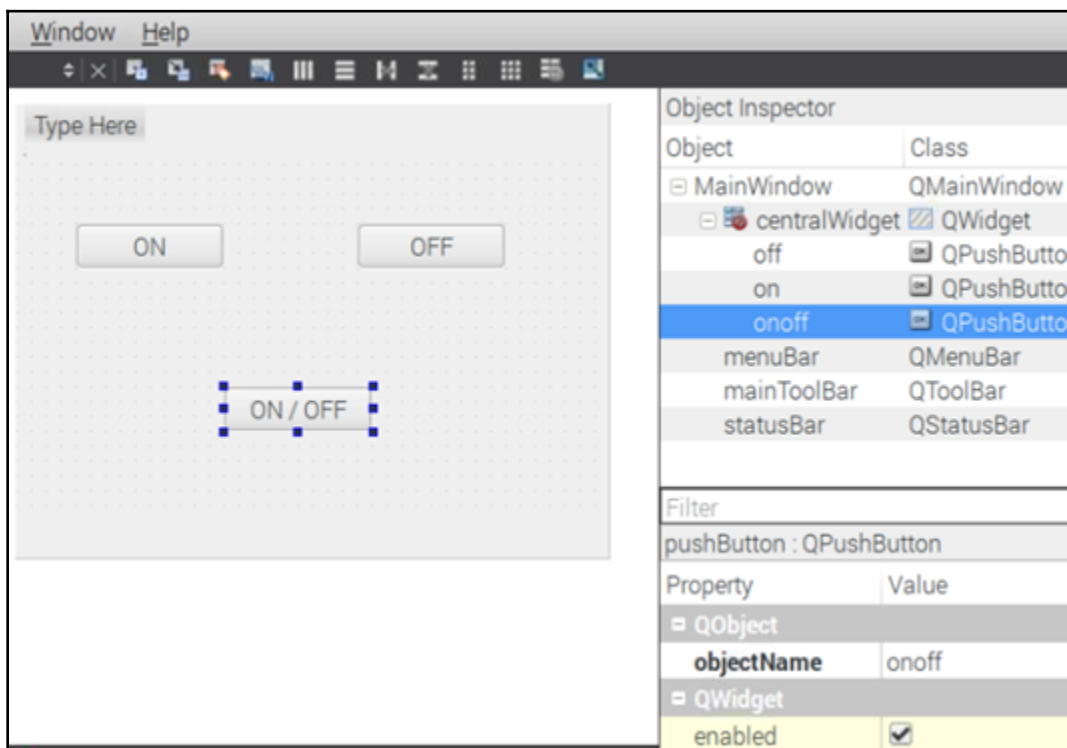 Window Help
Type Here
ON OFF
ON / OFF
Object Inspector
Object Class
MainWindow QMainWindow
centralWidget QWidget
off QPushButto
on QPushButto
onoff QPushButto
menuBar QMenuBar
mainToolBar QToolBar
statusBar QStatusBar
Filter
pushButton : QPushButton
Property Value
QObject
objectName onoff
QWidget
enabled